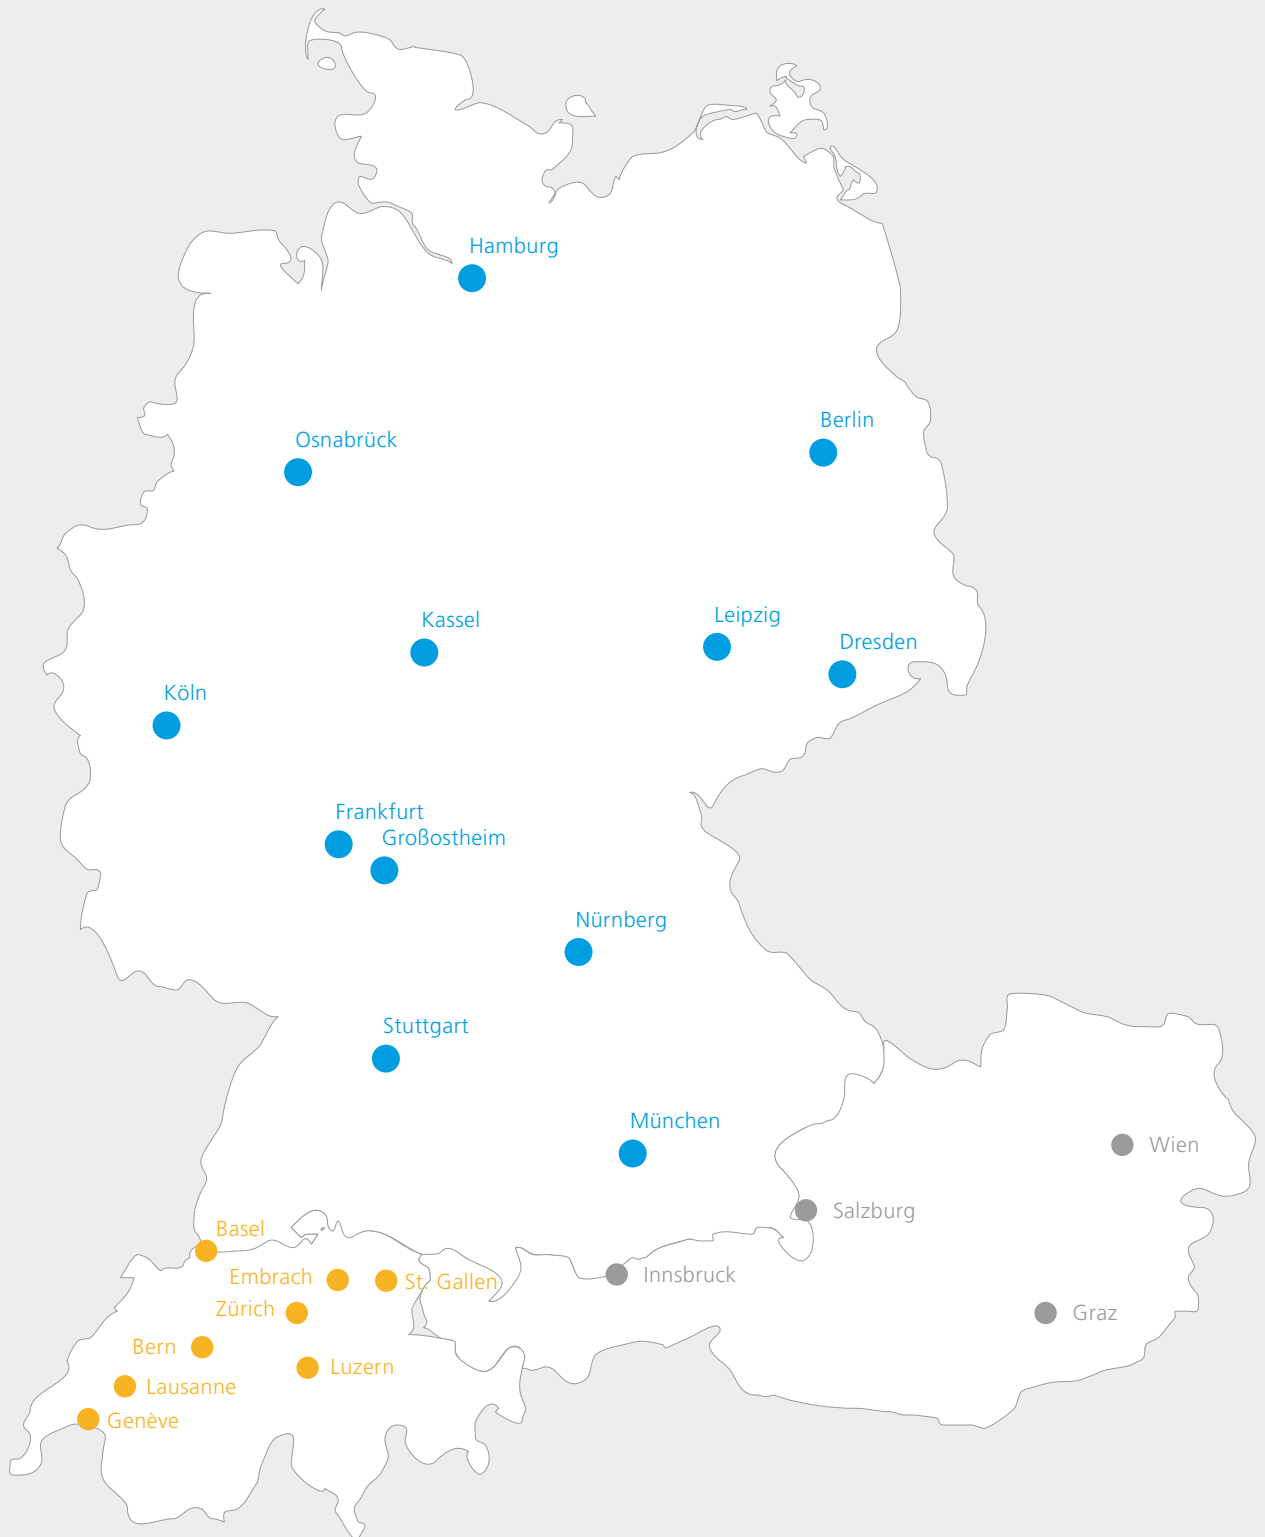 Hamburg
Berlin
Osnabrück
Leipzig
Kassel
Dresden
Köln
Frankfurt
Großostheim
Nürnberg
Stuttgart
München
Wien
Salzburg
Basel
Innsbruck
Embrach
St. Gallen
Zürich
Graz
Bern
Luzern
Lausanne
Genève